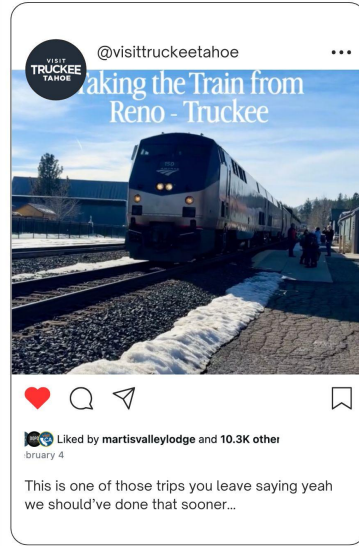 @visittruckeetahoe
VISIT
TRUCKEE
TAHOE
aking the Train from
Reno - Truckee
Liked by martisvalleylodge and 10.3K other
bruary 4
This is one of those trips you leave saying yeah
we should've done that sooner...